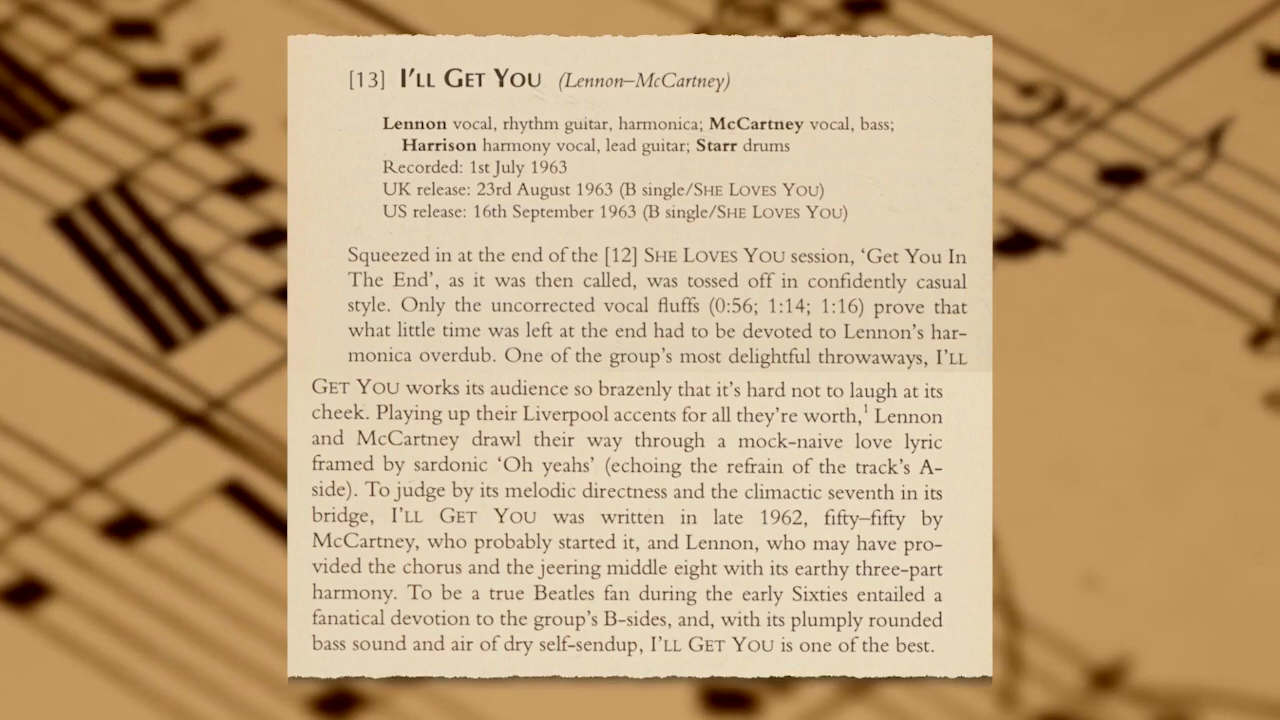 [13] I'LL GET YOU (Lennon–McCartney)
Lennon vocal, rhythm guitar, harmonica; McCartney vocal, bass;
Harrison harmony vocal, lead guitar; Starr drums
Recorded: 1st July 1963
UK release: 23rd August 1963 (B single/SHE LOVES YOU)
US release: 16th September 1963 (B single/SHE LOVES YOU)
Squeezed in at the end of the [12] SHE LOVES YOU session, ‘Get You In
The End’, as it was then called, was tossed off in confidently casual
style. Only the uncorrected vocal fluffs (0:56; 1:14; 1:16) prove that
what little time was left at the end had to be devoted to Lennon's har-
monica overdub. One of the group's most delightful throwaways, I'LL
GET YOU works its audience so brazenly that it's hard not to laugh at its
cheek. Playing up their Liverpool accents for all they're worth,¹ Lennon
and McCartney drawl their way through a mock-naive love lyric
framed by sardonic ‘Oh yeahs’ (echoing the refrain of the track's A-
side). To judge by its melodic directness and the climactic seventh in its
bridge, I'LL GET YOU was written in late 1962, fifty–fifty by
McCartney, who probably started it, and Lennon, who may have pro-
vided the chorus and the jeering middle eight with its earthy three-part
harmony. To be a true Beatles fan during the early Sixties entailed a
fanatical devotion to the group's B-sides, and, with its plumply rounded
bass sound and air of dry self-sendup, I'LL GET YOU is one of the best.